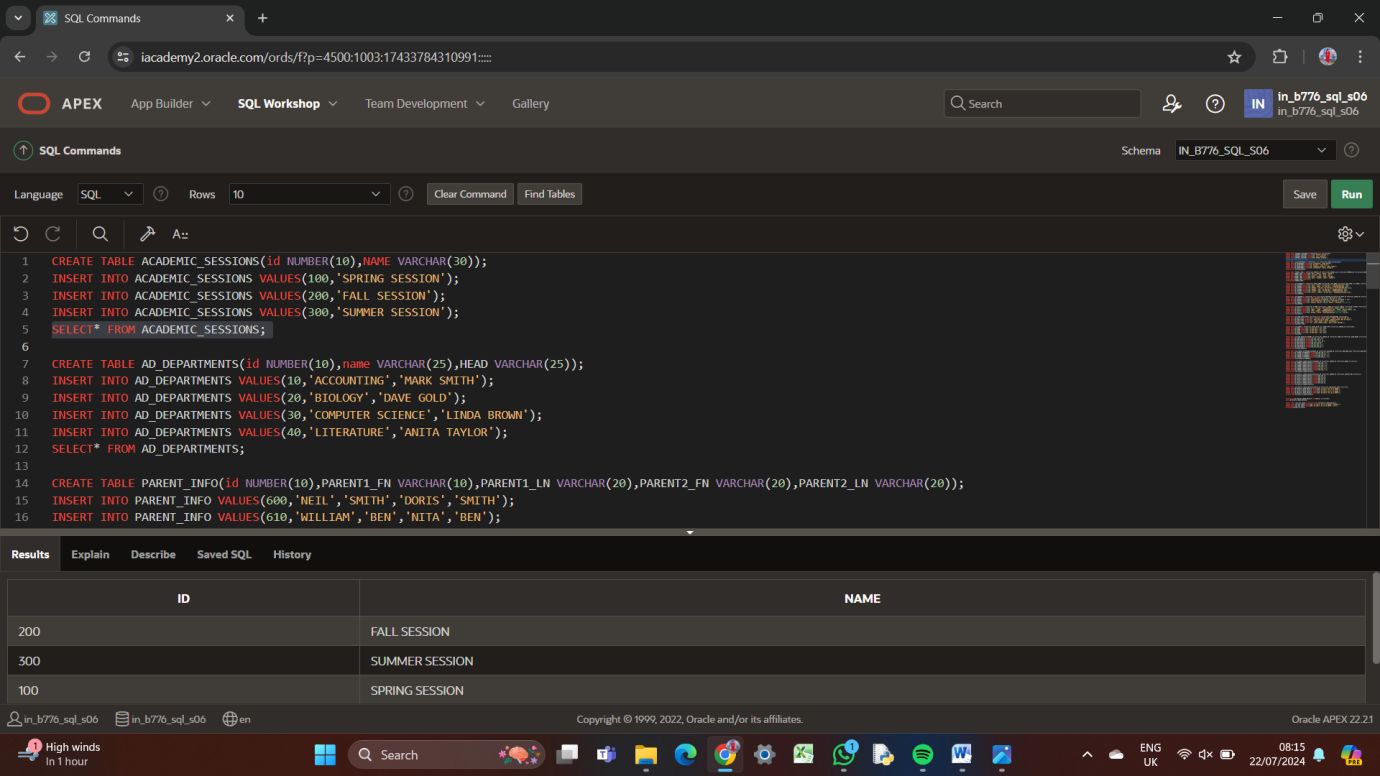 SQL Commands
iacademy2.oracle.com/ords/f?p=4500:1003:17433784310991:::::
APEX App Builder SQL Workshop Team Development Gallery Search IN in_b776_sql_s06
in_b776_sql_s06
SQL Commands Schema IN_B776_SQL_S06
Language SQL Rows 10 Clear Command Find Tables Save Run
1 CREATE TABLE ACADEMIC_SESSIONS(id NUMBER(10),NAME VARCHAR(30));
2 INSERT INTO ACADEMIC_SESSIONS VALUES(100,'SPRING SESSION');
3 INSERT INTO ACADEMIC_SESSIONS VALUES(200,'FALL SESSION');
4 INSERT INTO ACADEMIC_SESSIONS VALUES(300,'SUMMER SESSION');
5 SELECT* FROM ACADEMIC_SESSIONS;
6
7 CREATE TABLE AD_DEPARTMENTS(id NUMBER(10),name VARCHAR(25),HEAD VARCHAR(25));
8 INSERT INTO AD_DEPARTMENTS VALUES(10,'ACCOUNTING','MARK SMITH');
9 INSERT INTO AD_DEPARTMENTS VALUES(20,'BIOLOGY','DAVE GOLD');
10 INSERT INTO AD_DEPARTMENTS VALUES(30,'COMPUTER SCIENCE','LINDA BROWN');
11 INSERT INTO AD_DEPARTMENTS VALUES(40,'LITERATURE','ANITA TAYLOR');
12 SELECT* FROM AD_DEPARTMENTS;
13
14 CREATE TABLE PARENT_INFO(id NUMBER(10),PARENT1_FN VARCHAR(10),PARENT1_LN VARCHAR(20),PARENT2_FN VARCHAR(20),PARENT2_LN VARCHAR(20));
15 INSERT INTO PARENT_INFO VALUES(600,'NEIL','SMITH','DORIS','SMITH');
16 INSERT INTO PARENT_INFO VALUES(610,'WILLIAM','BEN','NITA','BEN');
Results Explain Describe Saved SQL History
ID NAME
200 FALL SESSION
300 SUMMER SESSION
100 SPRING SESSION
in_b776_sql_s06 in_b776_sql_s06 en Copyright © 1999, 2022, Oracle and/or its affiliates. Oracle APEX 22.2.1
1 High winds
In 1 hour
Search
1
ENG
UK
08:15
22/07/2024
PRE